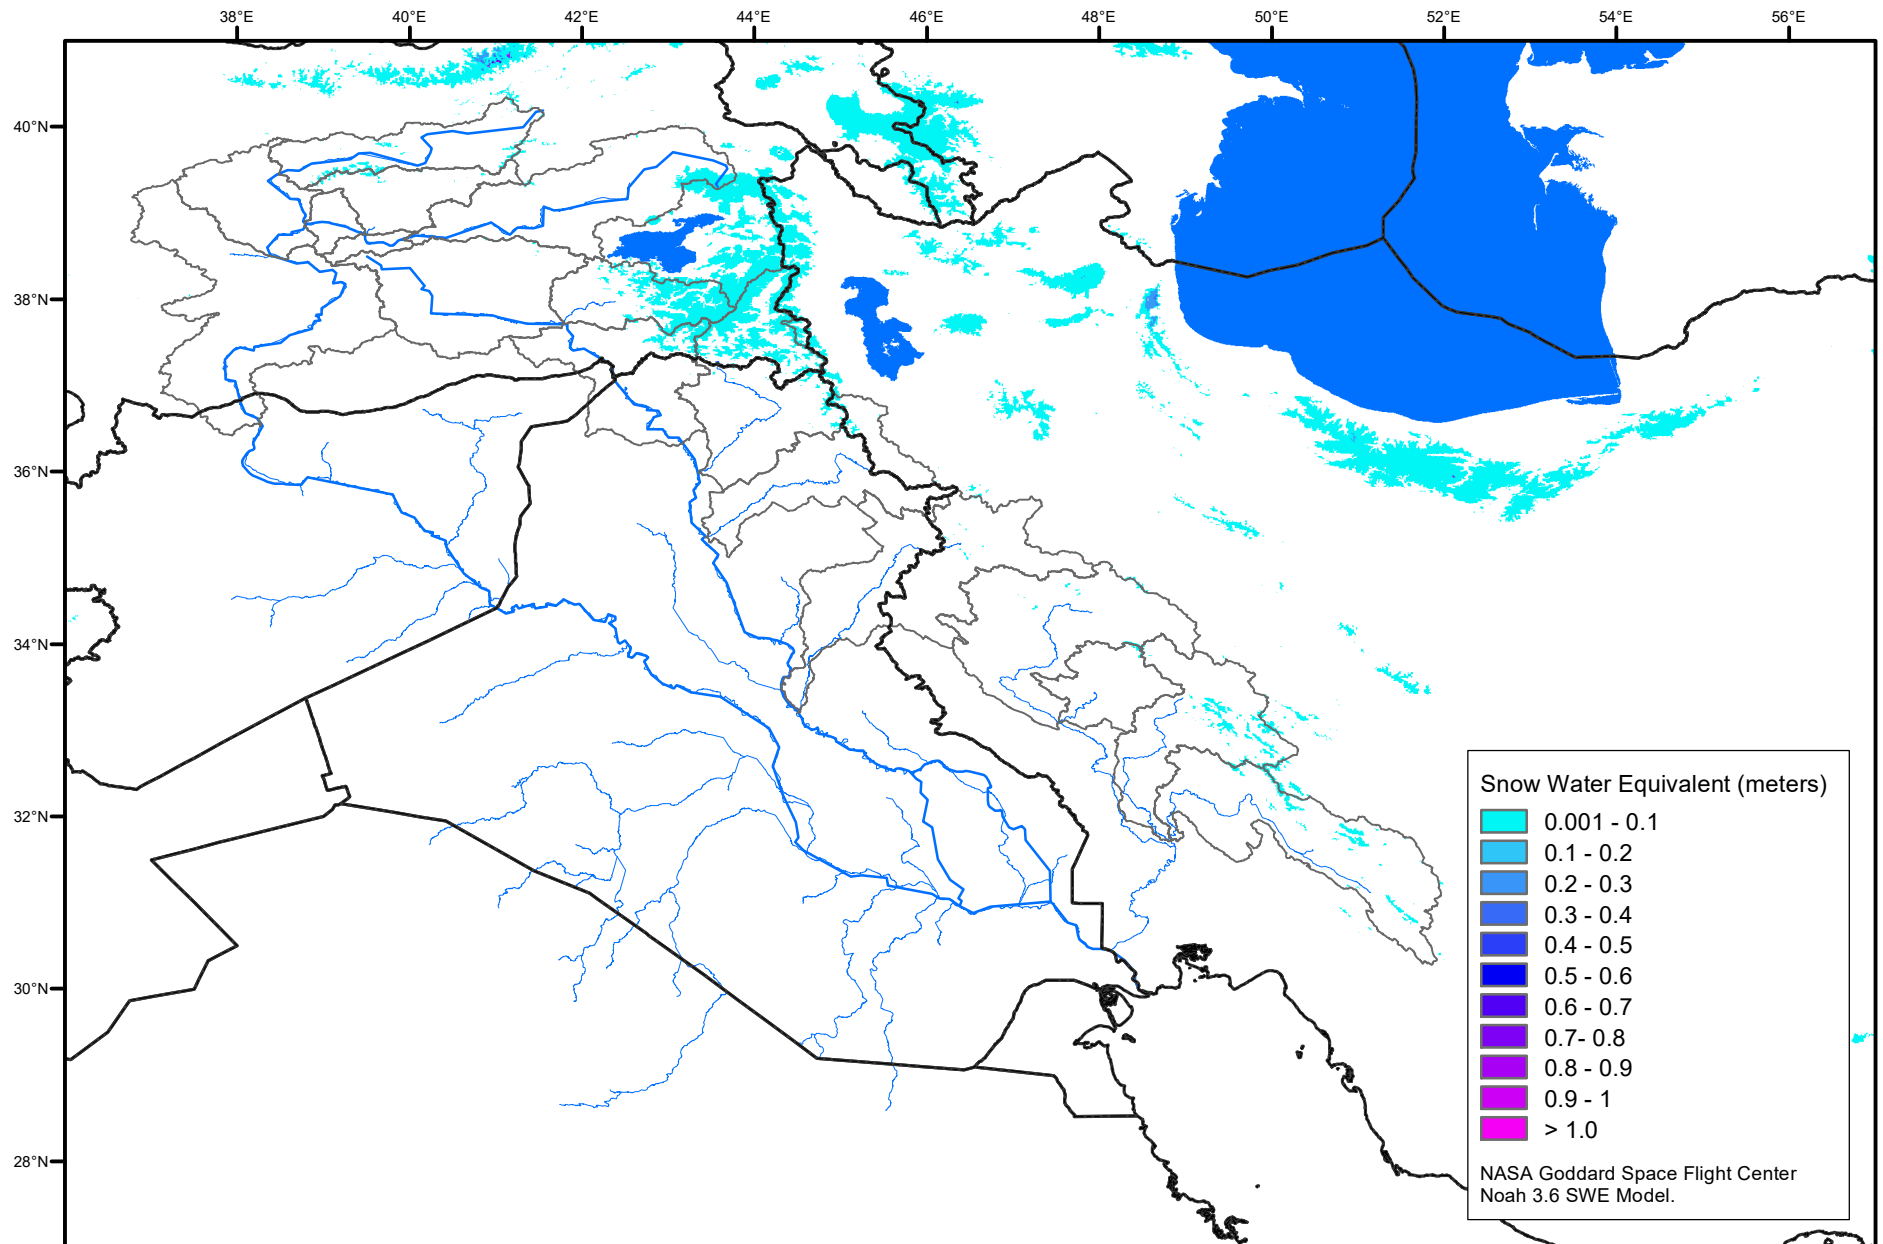 38°E 40°E 42°E 44°E 46°E 48°E 50°E 52°E 54°E 56°E
40°N
38°N
36°N
34°N
32°N
30°N
28°N
Snow Water Equivalent (meters)
0.001 - 0.1
0.1 - 0.2
0.2 - 0.3
0.3 - 0.4
0.4 - 0.5
0.5 - 0.6
0.6 - 0.7
0.7- 0.8
0.8 - 0.9
0.9 - 1
> 1.0
NASA Goddard Space Flight Center
Noah 3.6 SWE Model.